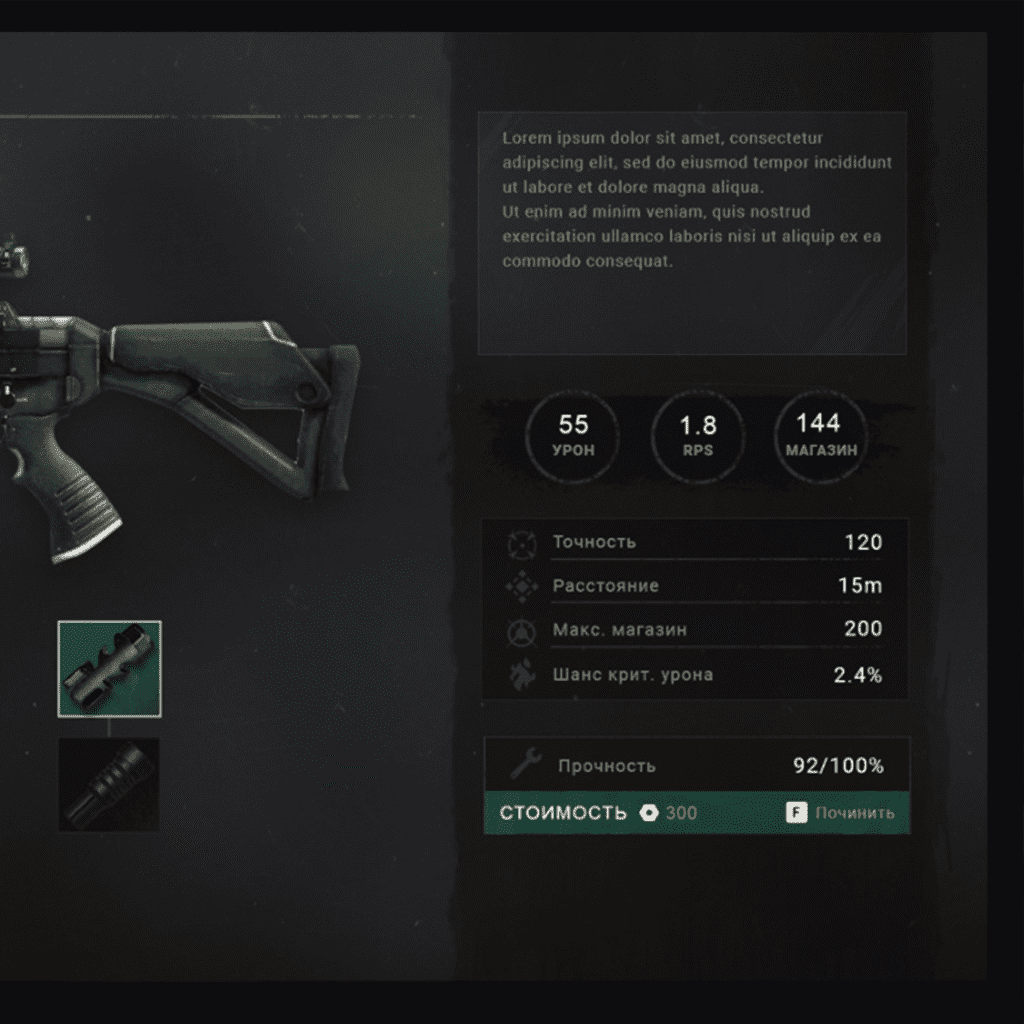 Lorem ipsum dolor sit amet, consectetur
adipiscing elit, sed do eiusmod tempor incididunt
ut labore et dolore magna aliqua.
Ut enim ad minim veniam, quis nostrud
exercitation ullamco laboris nisi ut aliquip ex ea
commodo consequat.
55
УРОН
1.8
RPS
144
МАГАЗИН
Точность 120
Расстояние 15m
Макс. магазин 200
Шанс крит. урона 2.4%
Прочность 92/100%
СТОИМОСТЬ 300 F Починить